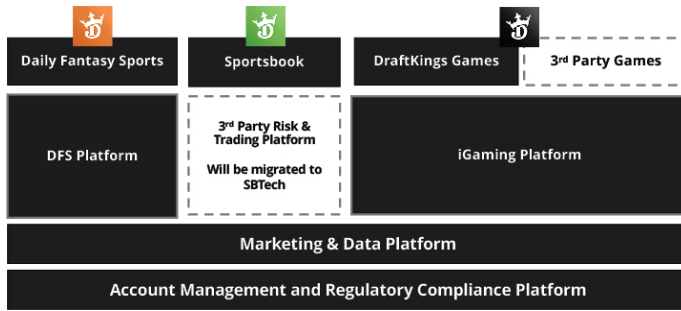 Daily Fantasy Sports
Sportsbook
DraftKings Games
3rd Party Games
DFS Platform
3rd Party Risk &
Trading Platform
Will be migrated to
SBTech
iGaming Platform
Marketing & Data Platform
Account Management and Regulatory Compliance Platform